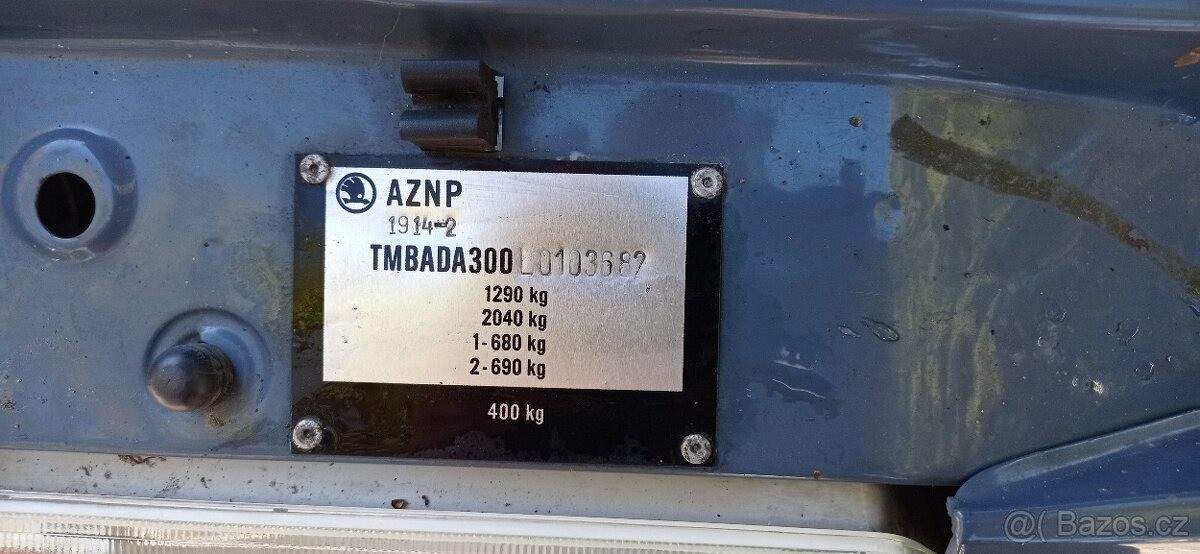 AZNP
1914-2
TMBADA300L0103682
1290 kg
2040 kg
1-680 kg
2-690 kg
400 kg
@( Bazos.cz